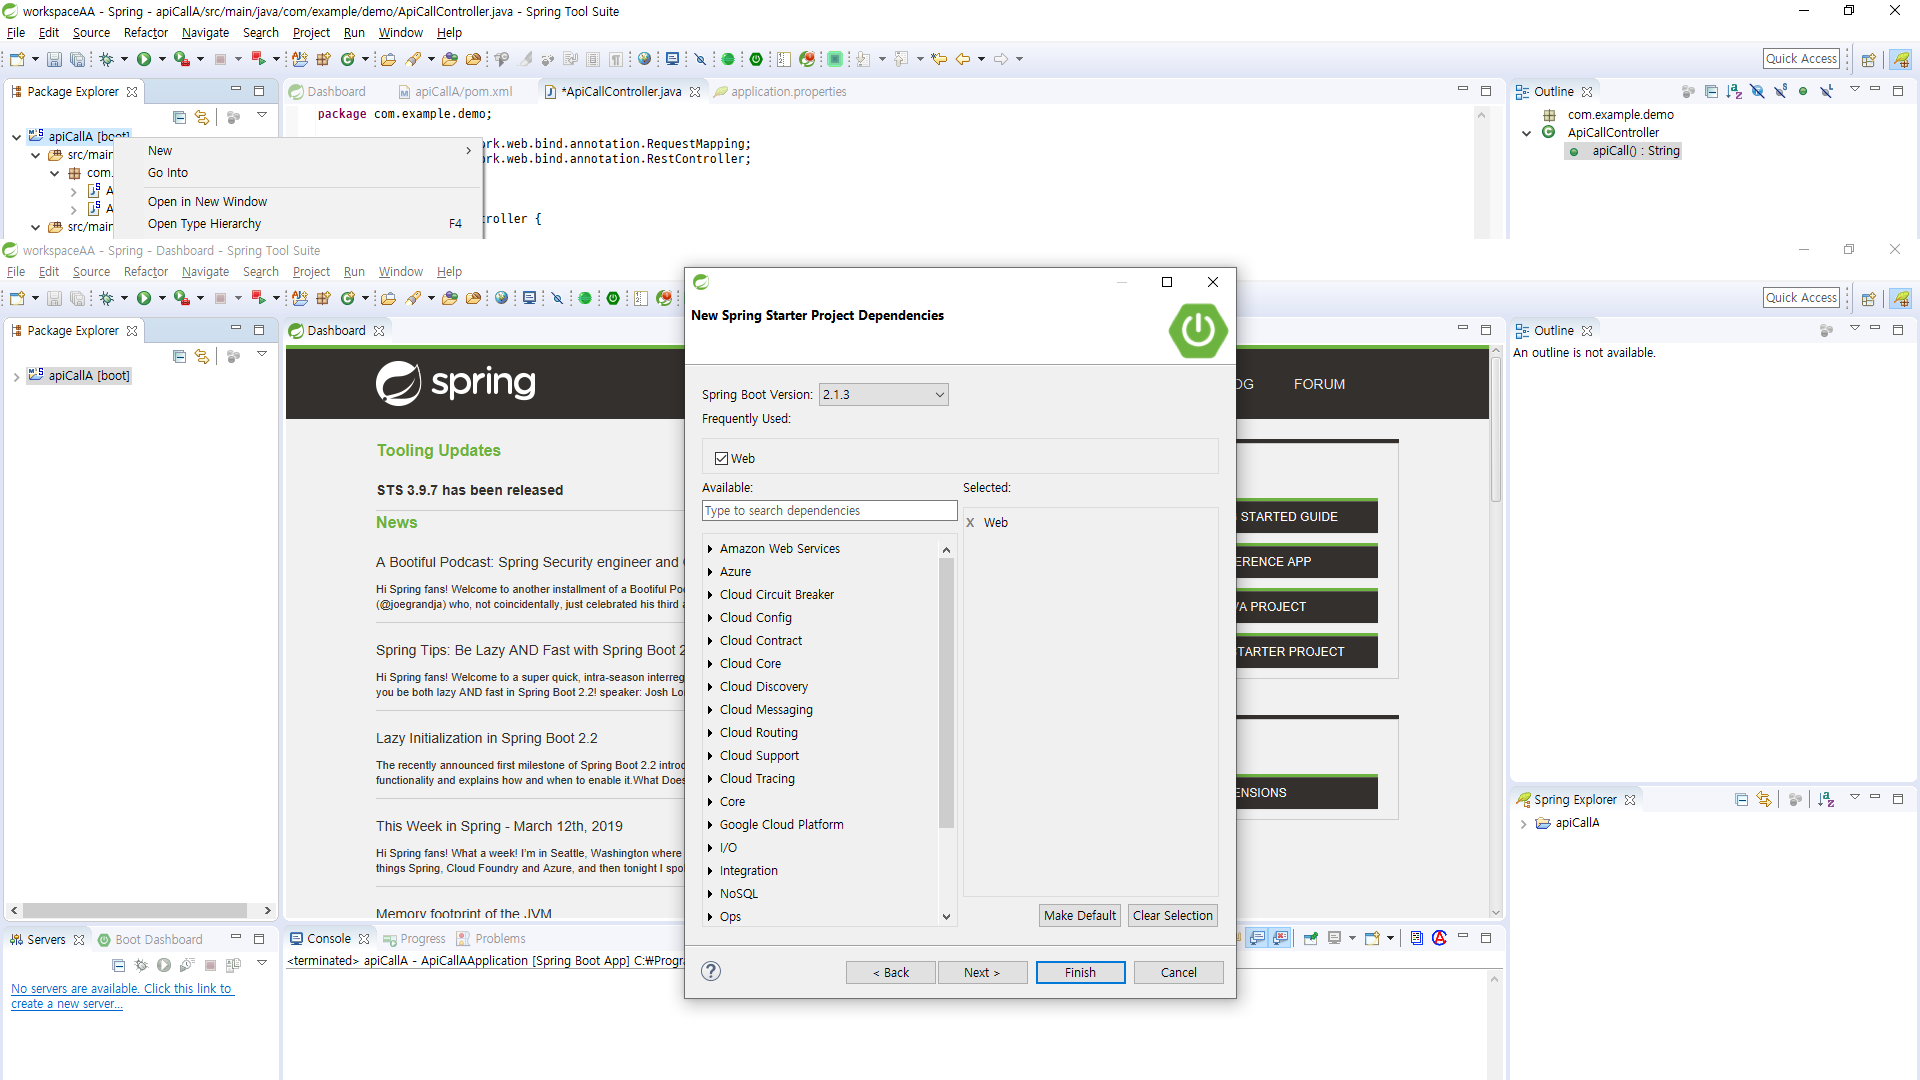 workspaceAA - Spring - apiCallA/src/main/java/com/example/demo/ApiCallController.java - Spring Tool Suite
File Edit Source Refactor Navigate Search Project Run Window Help
Quick Access
Package Explorer
Dashboard apiCallA/pom.xml *ApiCallController.java application.properties
Outline
package com.example.demo;
com.example.demo
ApiCallController
apiCall() : String
apiCallA [boot]
src/main
com.
A
A
src/main
New
Go Into
Open in New Window
Open Type Hierarchy F4
rk.web.bind.annotation.RequestMapping;
rk.web.bind.annotation.RestController;
roller {
workspaceAA - Spring - Dashboard - Spring Tool Suite
File Edit Source Refactor Navigate Search Project Run Window Help
Quick Access
Package Explorer
Dashboard
Outline
apiCallA [boot]
An outline is not available.
spring
OG FORUM
Tooling Updates
STS 3.9.7 has been released
News
A Bootiful Podcast: Spring Security engineer and
Hi Spring fans! Welcome to another installment of a Bootiful Po
(@joegrandja) who, not coincidentally, just celebrated his third a
Spring Tips: Be Lazy AND Fast with Spring Boot 2
Hi Spring fans! Welcome to a super quick, intra-season interreg
you be both lazy AND fast in Spring Boot 2.2! speaker: Josh Lo
Lazy Initialization in Spring Boot 2.2
The recently announced first milestone of Spring Boot 2.2 introd
functionality and explains how and when to enable it.What Does
This Week in Spring - March 12th, 2019
Hi Spring fans! What a week! I'm in Seattle, Washington where
things Spring, Cloud Foundry and Azure, and then tonight I spo
Memory footprint of the JVM
STARTED GUIDE
ERENCE APP
VA PROJECT
STARTER PROJECT
ENSIONS
New Spring Starter Project Dependencies
Spring Boot Version: 2.1.3
Frequently Used:
Web
Available:
Selected:
Type to search dependencies
X Web
Amazon Web Services
Azure
Cloud Circuit Breaker
Cloud Config
Cloud Contract
Cloud Core
Cloud Discovery
Cloud Messaging
Cloud Routing
Cloud Support
Cloud Tracing
Core
Google Cloud Platform
I/O
Integration
NoSQL
Ops
Make Default Clear Selection
< Back Next > Finish Cancel
Spring Explorer
apiCallA
Servers Boot Dashboard
No servers are available. Click this link to
create a new server...
Console Progress Problems
<terminated> apiCallA - ApiCallAApplication [Spring Boot App] C:₩Progra